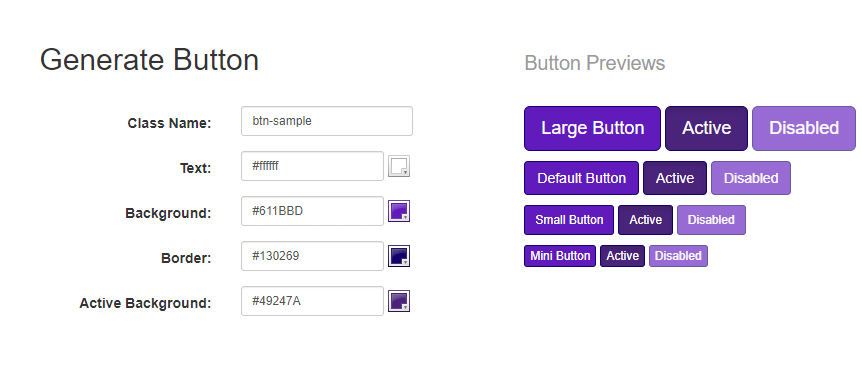 Generate Button
Class Name: btn-sample
Text: #ffffff
Background: #611BBD
Border: #130269
Active Background: #49247A
Button Previews
Large Button Active Disabled
Default Button Active Disabled
Small Button Active Disabled
Mini Button Active Disabled